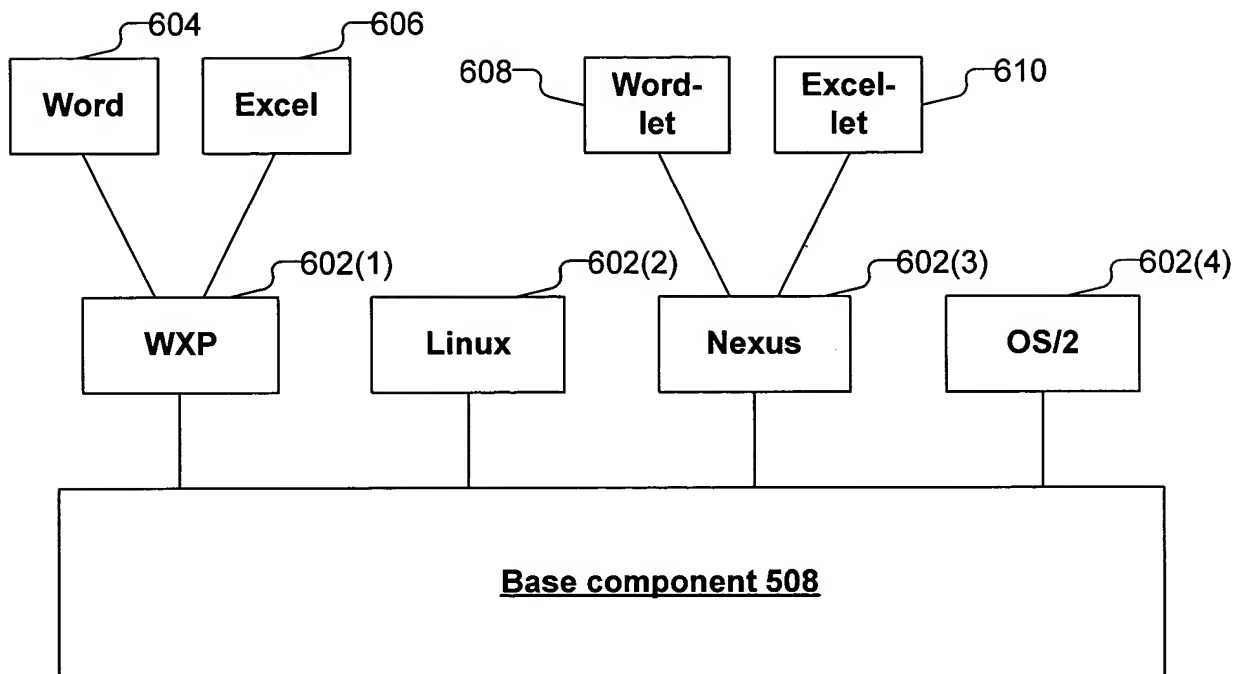 604
606
608
610
Word
Excel
Word-
let
Excel-
let
602(1)
602(2)
602(3)
602(4)
WXP
Linux
Nexus
OS/2
Base component 508